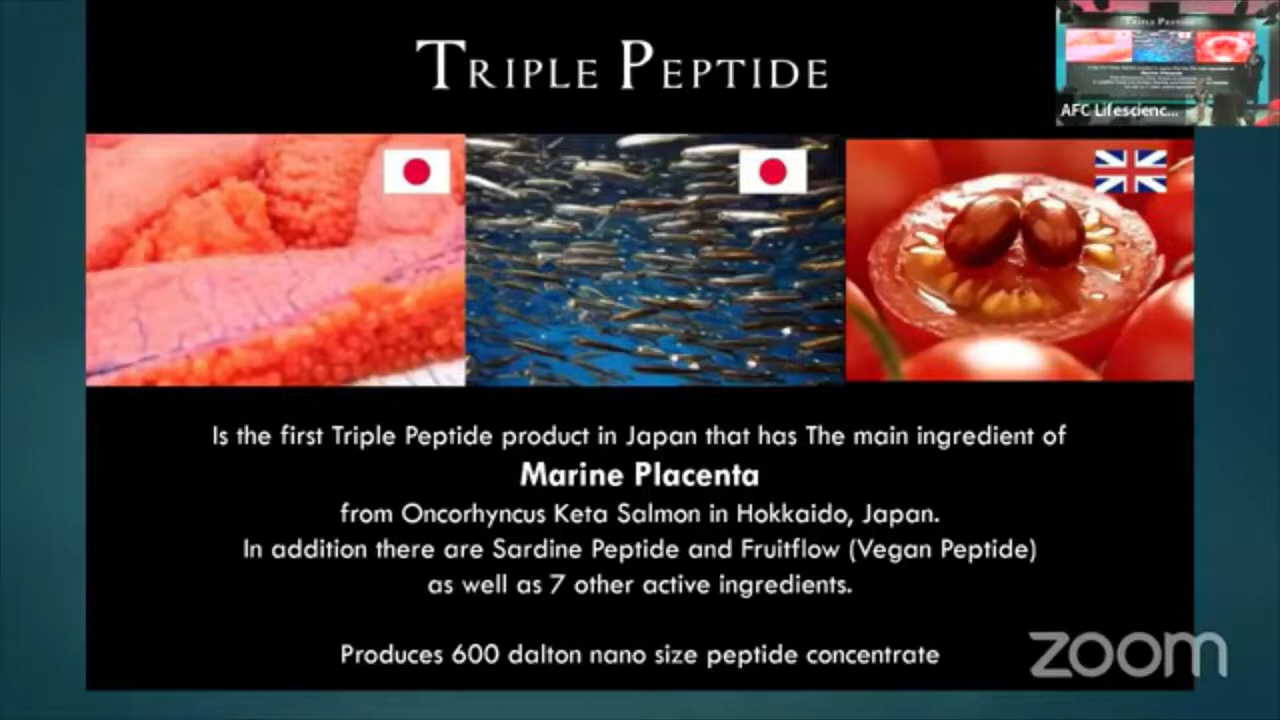 TRIPLE PEPTIDE
AFC Lifescienc...
Is the first Triple Peptide product in Japan that has The main ingredient of
Marine Placenta
from Oncorhyncus Keta Salmon in Hokkaido, Japan.
In addition there are Sardine Peptide and Fruitflow (Vegan Peptide)
as well as 7 other active ingredients.
Produces 600 dalton nano size peptide concentrate
zoom